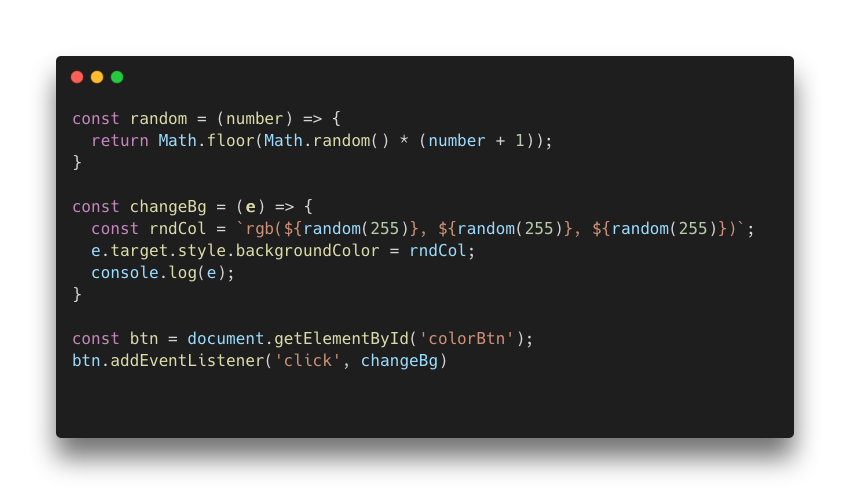 const random = (number) => {
  return Math.floor(Math.random() * (number + 1));
}
const changeBg = (e) => {
  const rndCol = `rgb(${random(255)}, ${random(255)}, ${random(255)})`;
  e.target.style.backgroundColor = rndCol;
  console.log(e);
}
const btn = document.getElementById('colorBtn');
btn.addEventListener('click', changeBg)